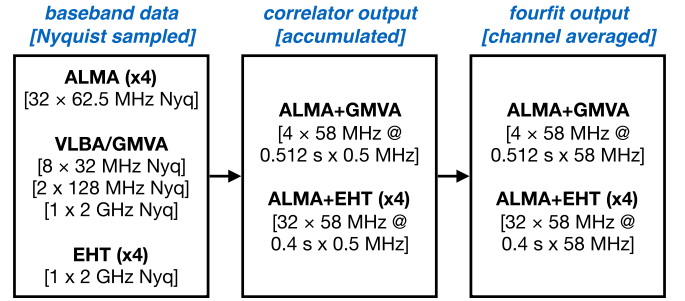 baseband data
[Nyquist sampled]
ALMA (x4)
[32 × 62.5 MHz Nyq]
VLBA/GMVA
[8 × 32 MHz Nyq]
[2 x 128 MHz Nyq]
[1 x 2 GHz Nyq]
EHT (x4)
[1 x 2 GHz Nyq]
correlator output
[accumulated]
ALMA+GMVA
[4 × 58 MHz @
0.512 s x 0.5 MHz]
ALMA+EHT (x4)
[32 × 58 MHz @
0.4 s x 0.5 MHz]
fourfit output
[channel averaged]
ALMA+GMVA
[4 × 58 MHz @
0.512 s x 58 MHz]
ALMA+EHT (x4)
[32 × 58 MHz @
0.4 s x 58 MHz]